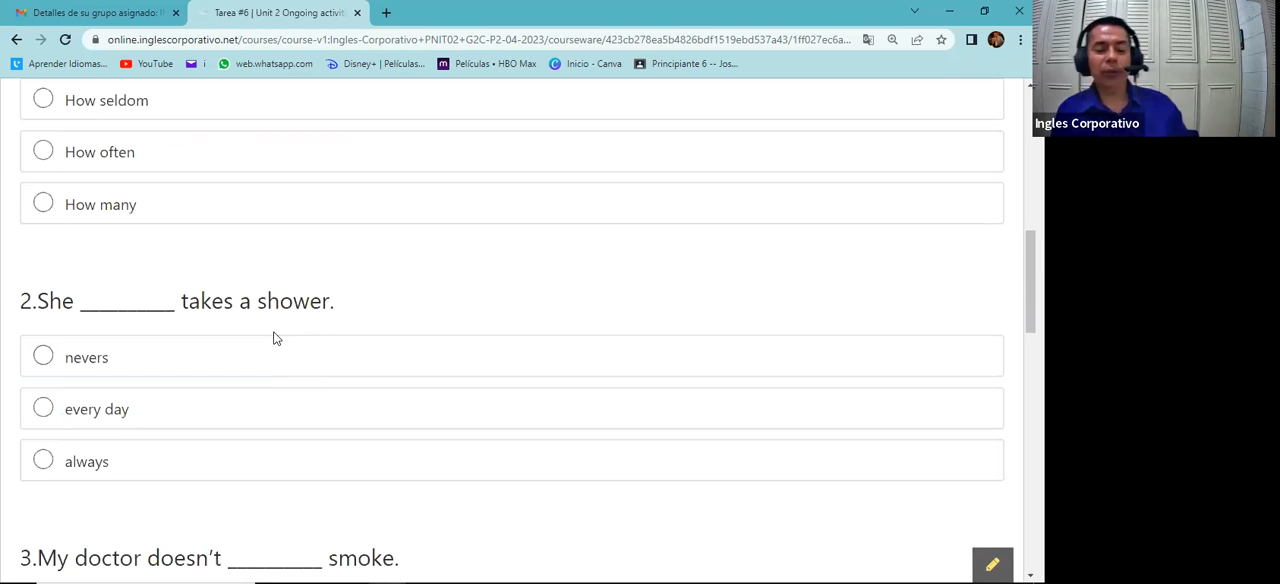 Detalles de su grupo asignado: I
Tarea #6 | Unit 2 Ongoing activit
online.inglescorporativo.net/courses/course-v1:Ingles-Corporativo+PNIT02+G2C-P2-04-2023/courseware/423cb278ea5b4826bdf1519ebd537a43/1ff027ec6a...
Aprender Idiomas...
YouTube
i
web.whatsapp.com
Disney+ | Películas...
Películas • HBO Max
Inicio - Canva
Principiante 6 -- Jos...
Ingles Corporativo
How seldom
How often
How many
2.She __________ takes a shower.
nevers
every day
always
3.My doctor doesn’t __________ smoke.